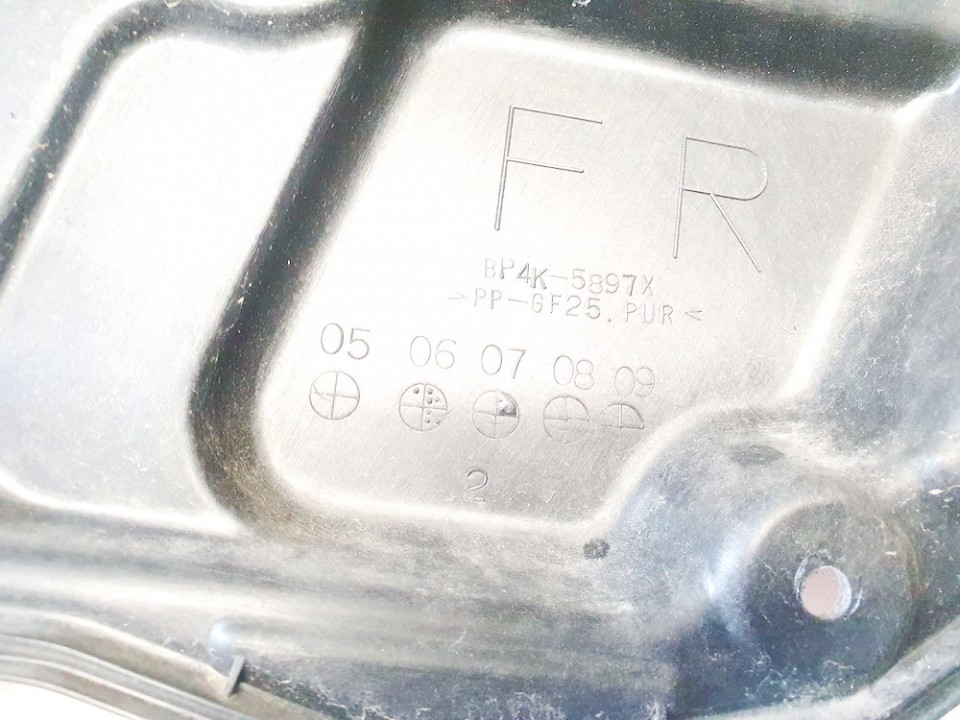 F R
BP4K-5897X
>PP-GF25.PUR<
05 06 07 08 09
2